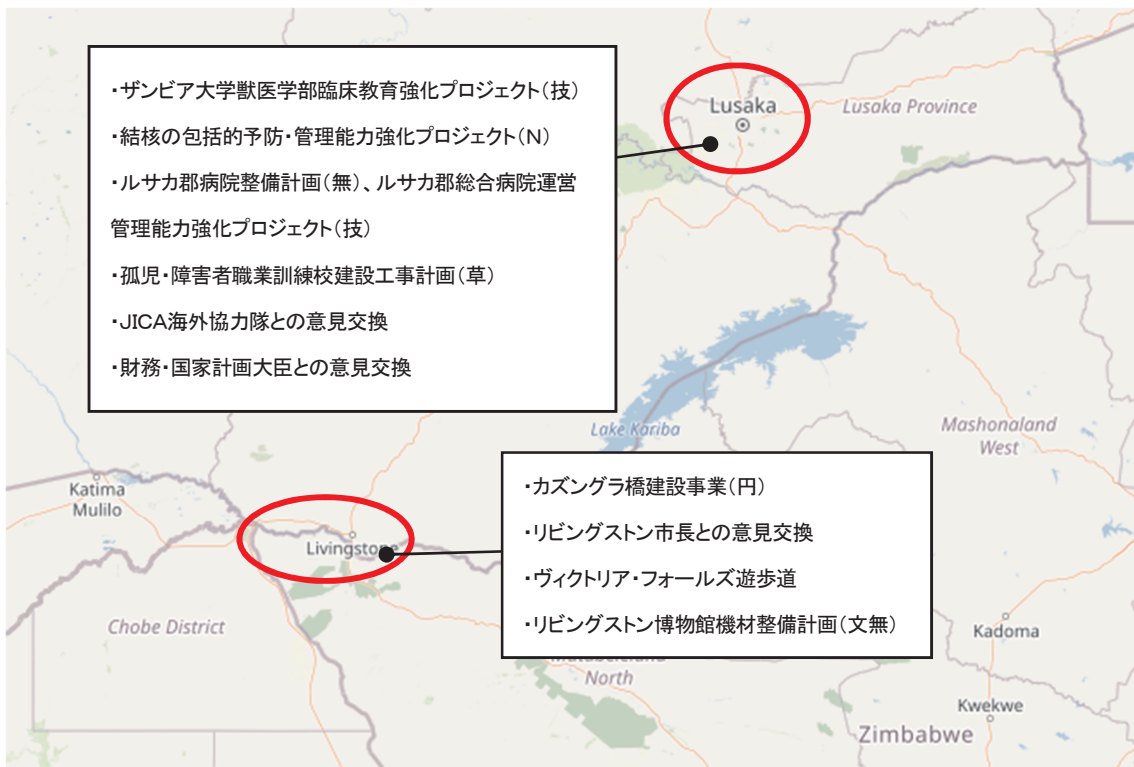 ・ザンビア大学獣医学部臨床教育強化プロジェクト(技)
・結核の包括的予防・管理能力強化プロジェクト(N)
・ルサカ郡病院整備計画(無)、ルサカ郡総合病院運営
管理能力強化プロジェクト(技)
・孤児・障害者職業訓練校建設工事計画(草)
・JICA海外協力隊との意見交換
・財務・国家計画大臣との意見交換
Lusaka
Lusaka Province
Lake Kariba
Mashonaland
West
Katima
Mulilo
Livingstone
・カズングラ橋建設事業(円)
・リビングストン市長との意見交換
・ヴィクトリア・フォールズ遊歩道
・リビングストン博物館機材整備計画(文無)
Chobe District
Kadoma
North
Kwekwe
Zimbabwe